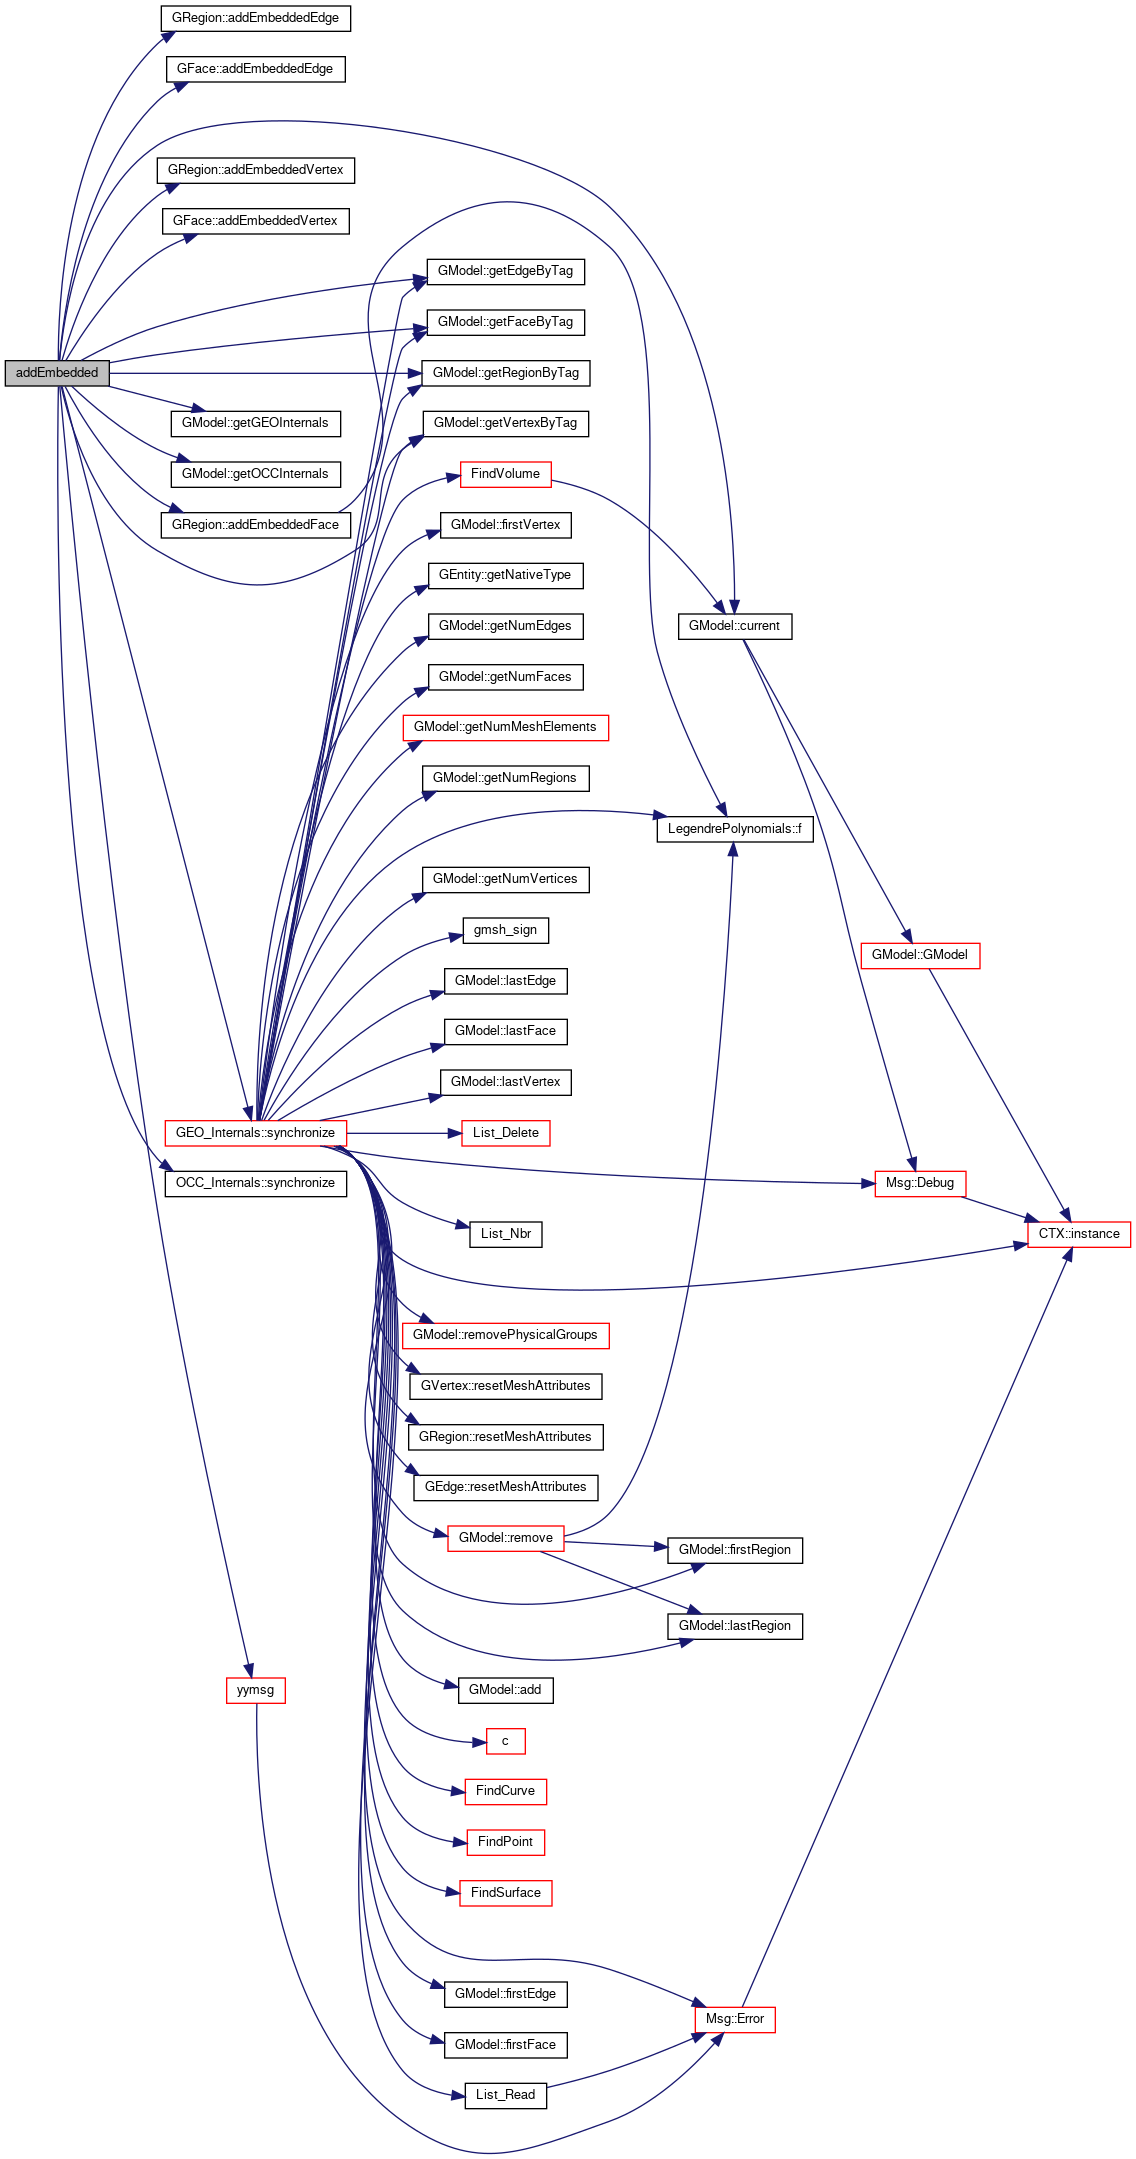 GRegion::addEmbeddedEdge
GFace::addEmbeddedEdge
GRegion::addEmbeddedVertex
GFace::addEmbeddedVertex
GModel::getEdgeByTag
GModel::getFaceByTag
addEmbedded
GModel::getRegionByTag
GModel::getGEOInternals
GModel::getVertexByTag
GModel::getOCCInternals
FindVolume
GRegion::addEmbeddedFace
GModel::firstVertex
GEntity::getNativeType
GModel::getNumEdges
GModel::current
GModel::getNumFaces
GModel::getNumMeshElements
GModel::getNumRegions
LegendrePolynomials::f
GModel::getNumVertices
gmsh_sign
GModel::GModel
GModel::lastEdge
GModel::lastFace
GModel::lastVertex
GEO_Internals::synchronize
List_Delete
OCC_Internals::synchronize
Msg::Debug
List_Nbr
CTX::instance
GModel::removePhysicalGroups
GVertex::resetMeshAttributes
GRegion::resetMeshAttributes
GEdge::resetMeshAttributes
GModel::remove
GModel::firstRegion
GModel::lastRegion
yymsg
GModel::add
c
FindCurve
FindPoint
FindSurface
GModel::firstEdge
Msg::Error
GModel::firstFace
List_Read